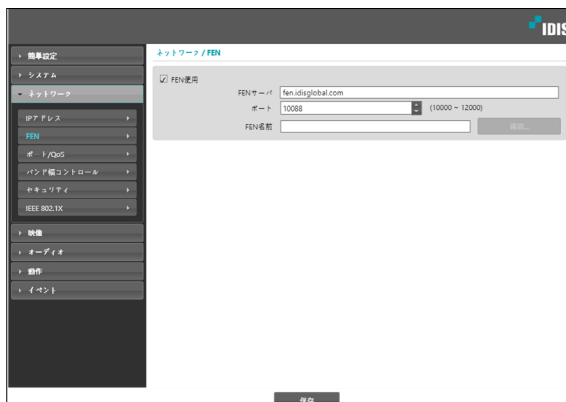 IDIS
簡単設定
システム
ネットワーク
IPアドレス
FEN
ポート/QoS
バンド幅コントロール
セキュリティ
IEEE 802.1X
映像
オーディオ
動作
イベント
ネットワーク / FEN
FEN使用
FENサーバ fen.idisglobal.com
ポート 10088 (10000 ~ 12000)
FEN名前
保存